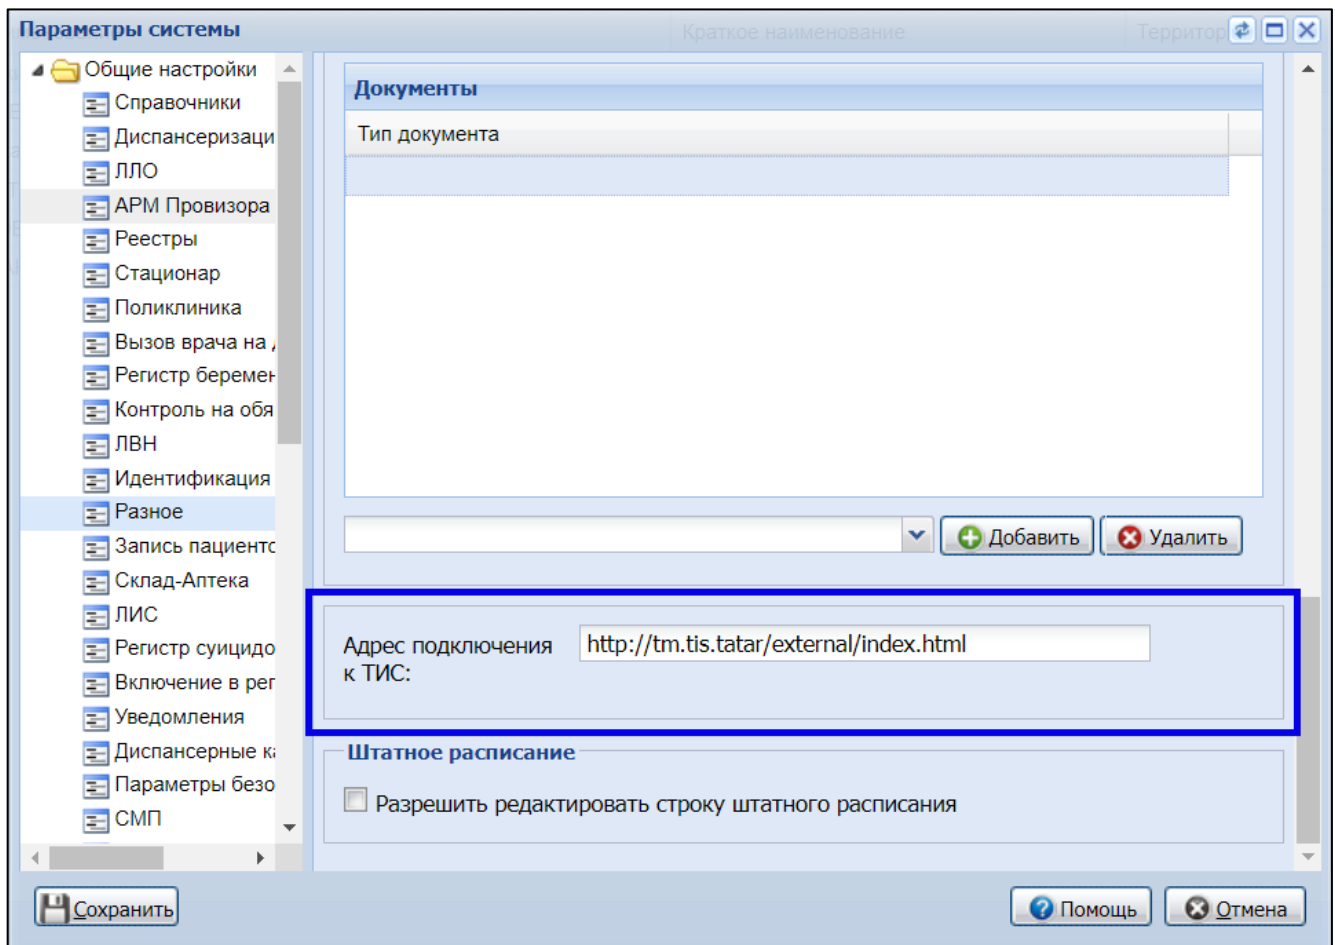 Параметры системы
Краткое наименование
Территор
Общие настройки
Справочники
Диспансеризаци
ЛЛО
АРМ Провизора
Реестры
Стационар
Поликлиника
Вызов врача на
Регистр беремен
Контроль на обя
ЛВН
Идентификация
Разное
Запись пациенто
Склад-Аптека
ЛИС
Регистр суицидо
Включение в рег
Уведомления
Диспансерные ка
Параметры безо
СМП
Документы
Тип документа
Добавить
Удалить
Адрес подключения
к ТИС:
http://tm.tis.tatar/external/index.html
Штатное расписание
Разрешить редактировать строку штатного расписания
Сохранить
Помощь
Отмена